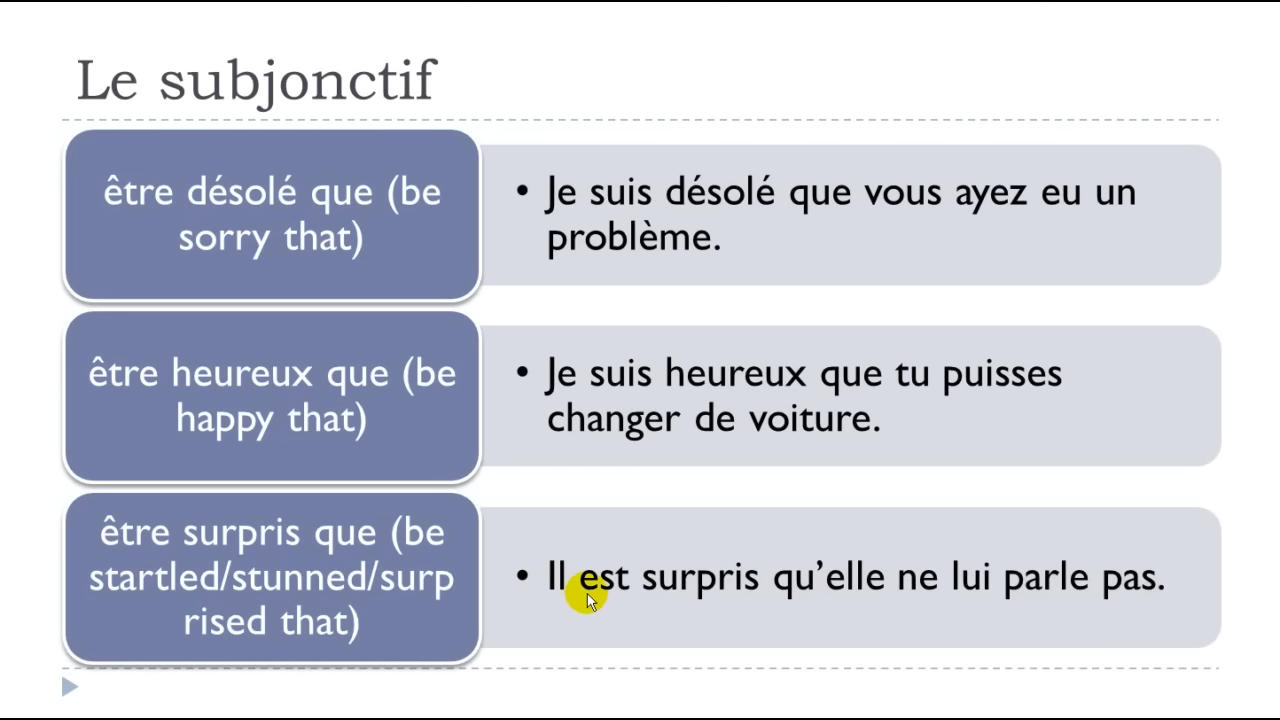 Le subjonctif
être désolé que (be
sorry that)
• Je suis désolé que vous ayez eu un
problème.
être heureux que (be
happy that)
• Je suis heureux que tu puisses
changer de voiture.
être surpris que (be
startled/stunned/surp
rised that)
• Il est surpris qu’elle ne lui parle pas.